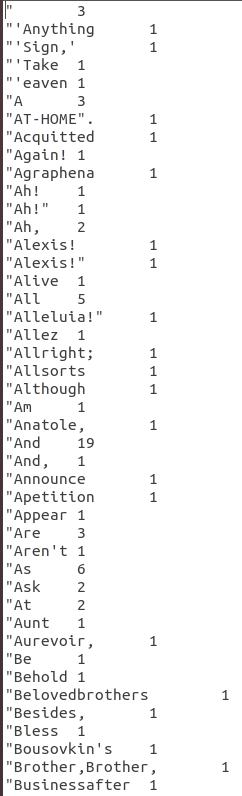 "	3
"'Anything	1
"'Sign,'	1
"'Take	1
"'eaven	1
"A	3
"AT-HOME".	1
"Acquitted	1
"Again!	1
"Agraphena	1
"Ah!	1
"Ah!"	1
"Ah,	2
"Alexis!	1
"Alexis!"	1
"Alive	1
"All	5
"Alleluia!"	1
"Allez	1
"Allright;	1
"Allsorts	1
"Although	1
"Am	1
"Anatole,	1
"And	19
"And,	1
"Announce	1
"Apetition	1
"Appear	1
"Are	3
"Aren't	1
"As	6
"Ask	2
"At	2
"Aunt	1
"Aurevoir,	1
"Be	1
"Behold	1
"Belovedbrothers	1
"Besides,	1
"Bless	1
"Bousovkin's	1
"Brother,Brother,	1
"Businessafter	1